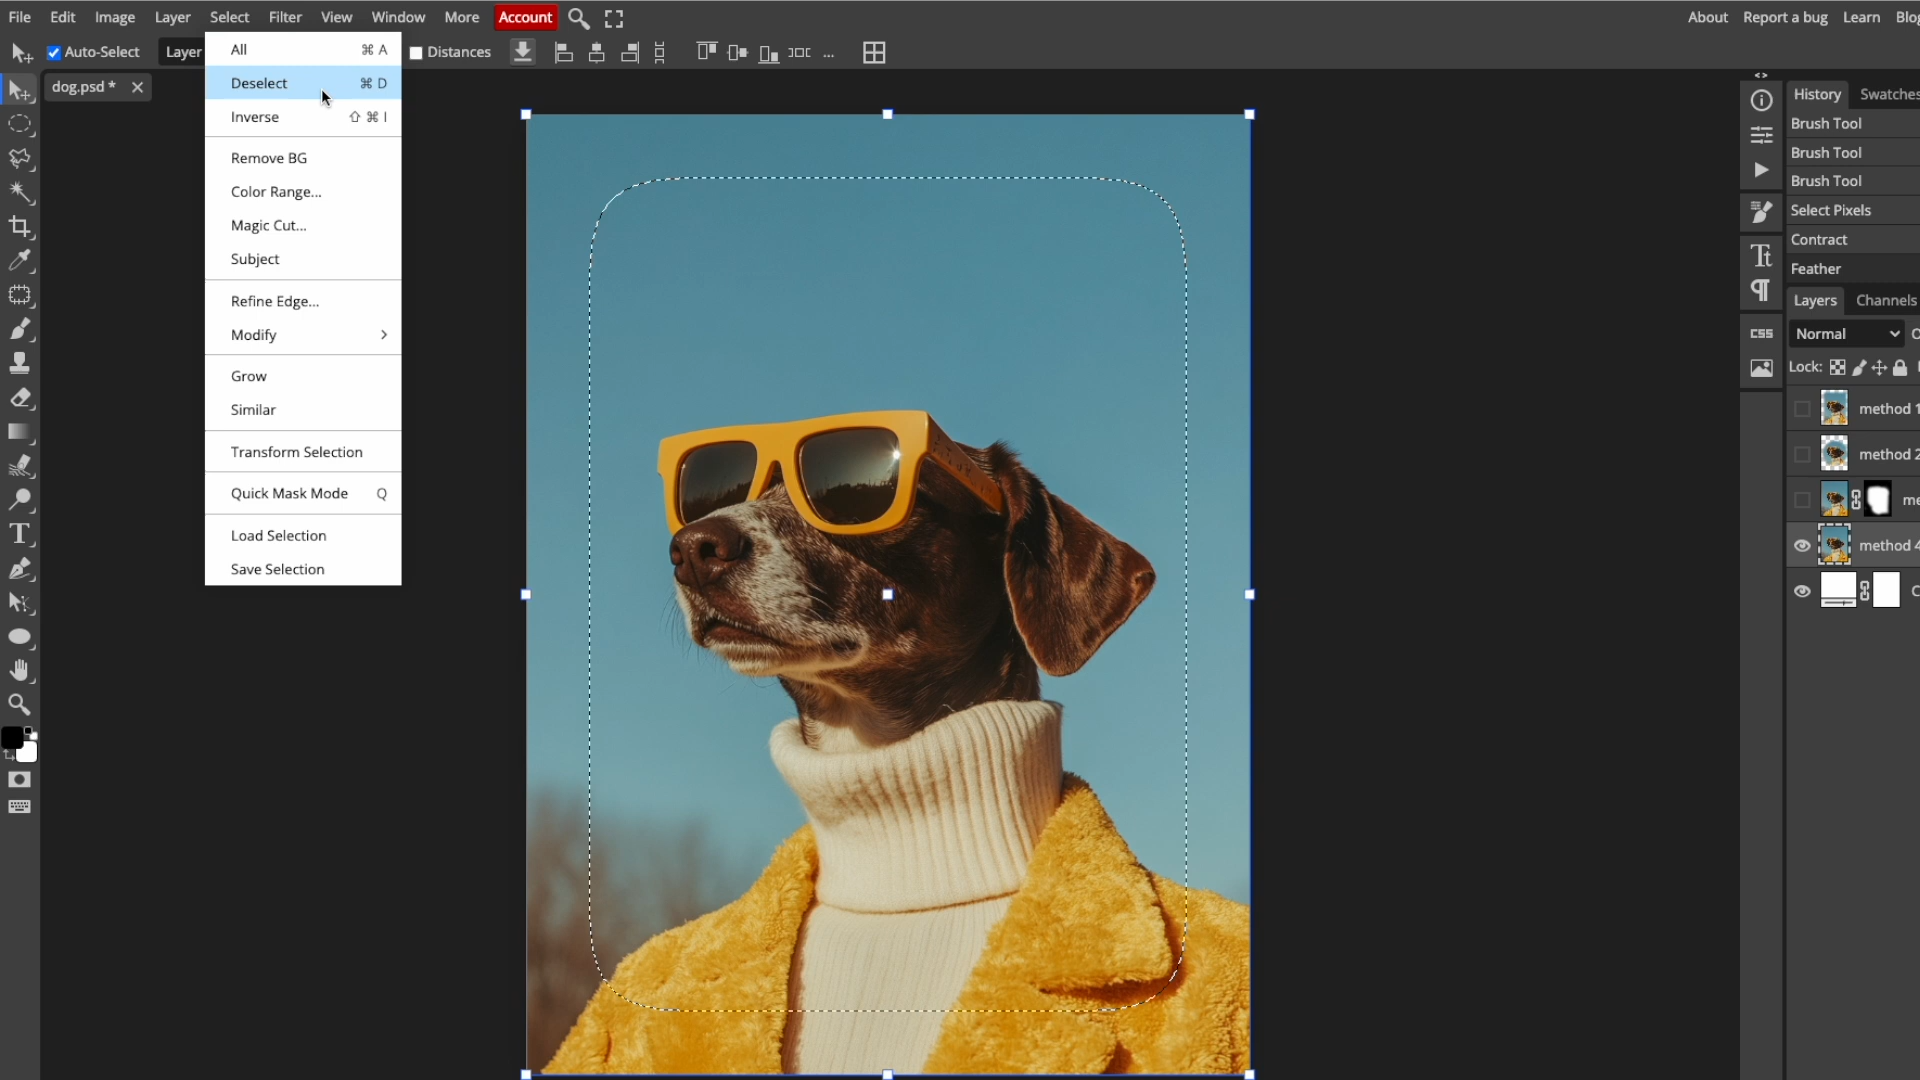 File Edit Image Layer Select Filter View Window More Account About Report a bug Learn Blog
Auto-Select Layer Distances ...
dog.psd *
All ⌘ A
Deselect ⌘ D
Inverse ⇧ ⌘ I
Remove BG
Color Range...
Magic Cut...
Subject
Refine Edge...
Modify
Grow
Similar
Transform Selection
Quick Mask Mode Q
Load Selection
Save Selection
T
CSS
History Swatches
Brush Tool
Brush Tool
Brush Tool
Select Pixels
Contract
Feather
Layers Channels
Normal O
Lock:
method 1
method 2
me
method 4
C